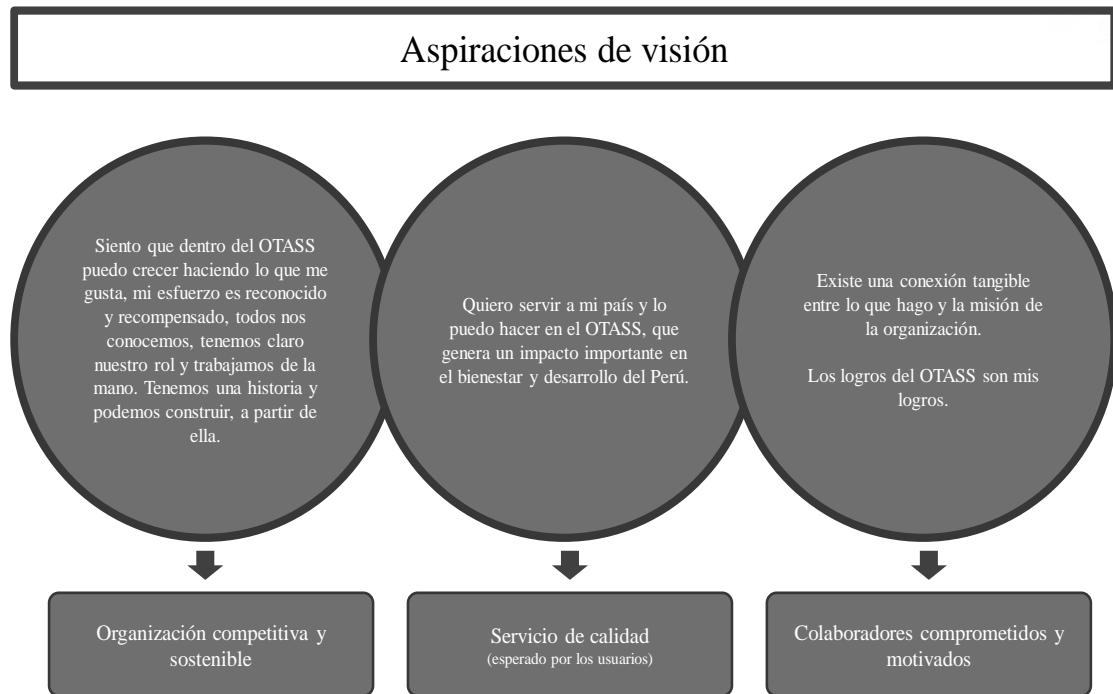 Aspiraciones de visión
Siento que dentro del OTASS
puedo crecer haciendo lo que me
gusta, mi esfuerzo es reconocido
y recompensado, todos nos
conocemos, tenemos claro
nuestro rol y trabajamos de la
mano. Tenemos una historia y
podemos construir, a partir de
ella.
Quiero servir a mi país y lo
puedo hacer en el OTASS, que
genera un impacto importante en
el bienestar y desarrollo del Perú.
Existe una conexión tangible
entre lo que hago y la misión de
la organización.
Los logros del OTASS son mis
logros.
Organización competitiva y
sostenible
Servicio de calidad
(esperado por los usuarios)
Colaboradores comprometidos y
motivados